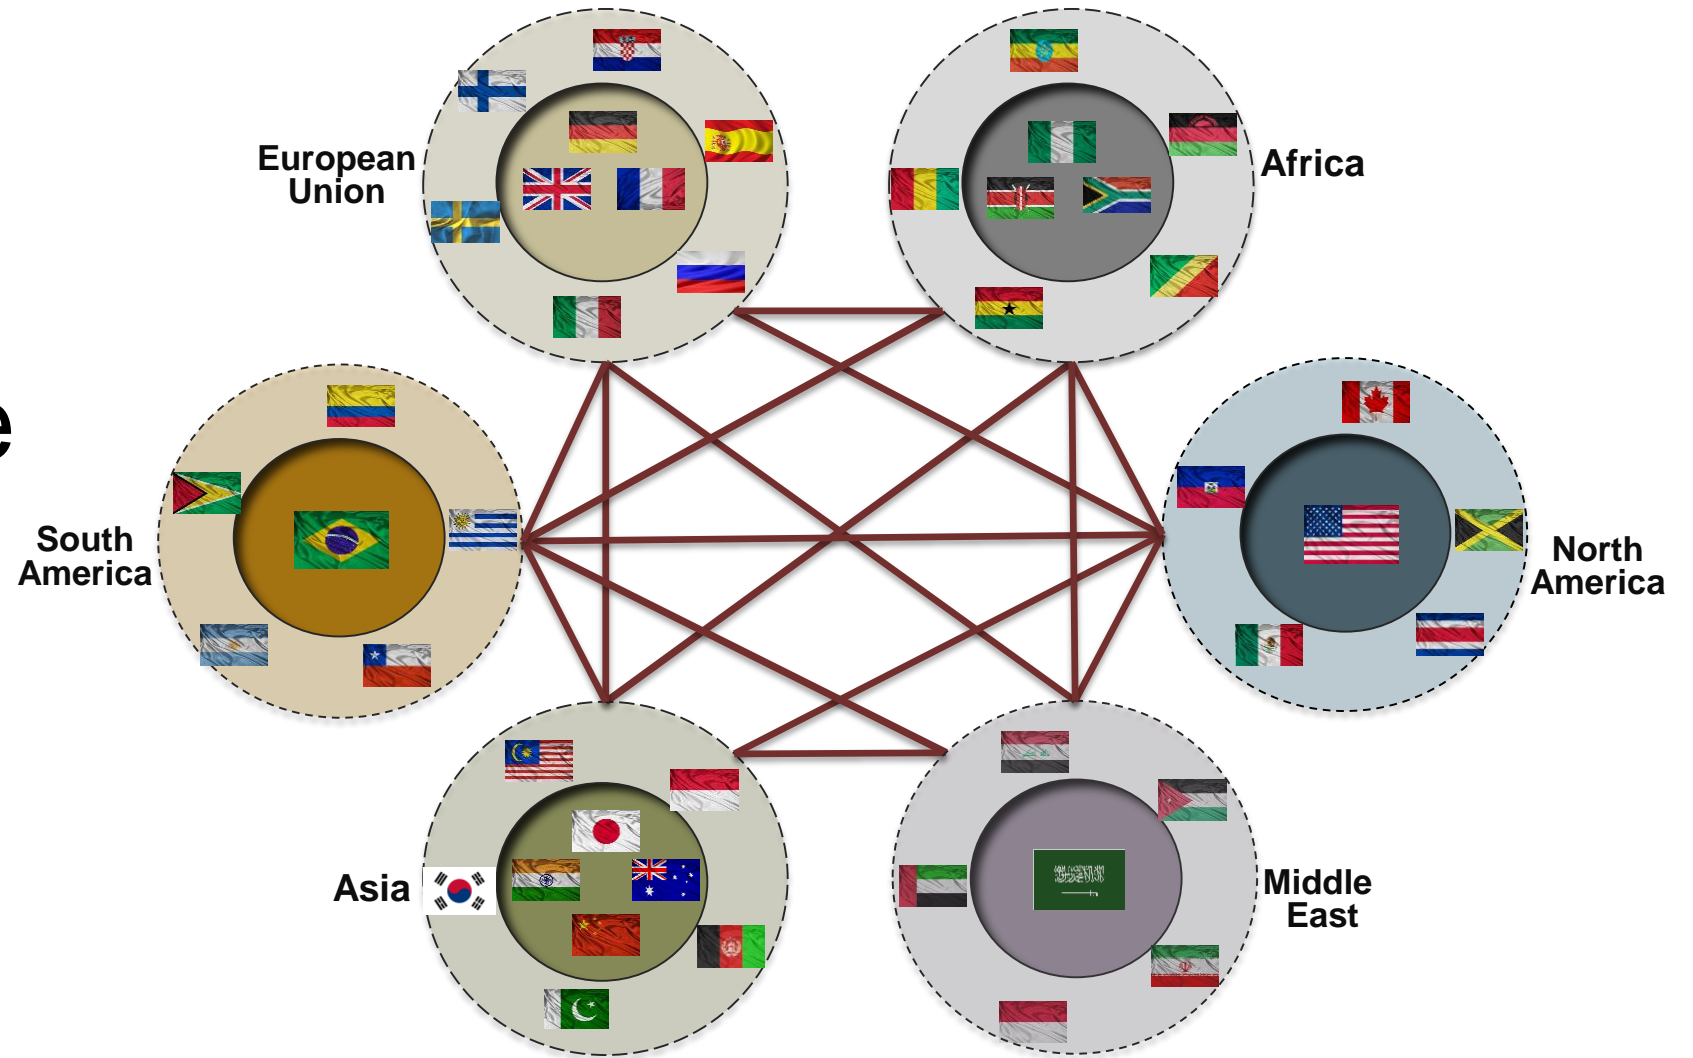 European
Union
Africa
e
South
America
North
America
Asia
Middle
East